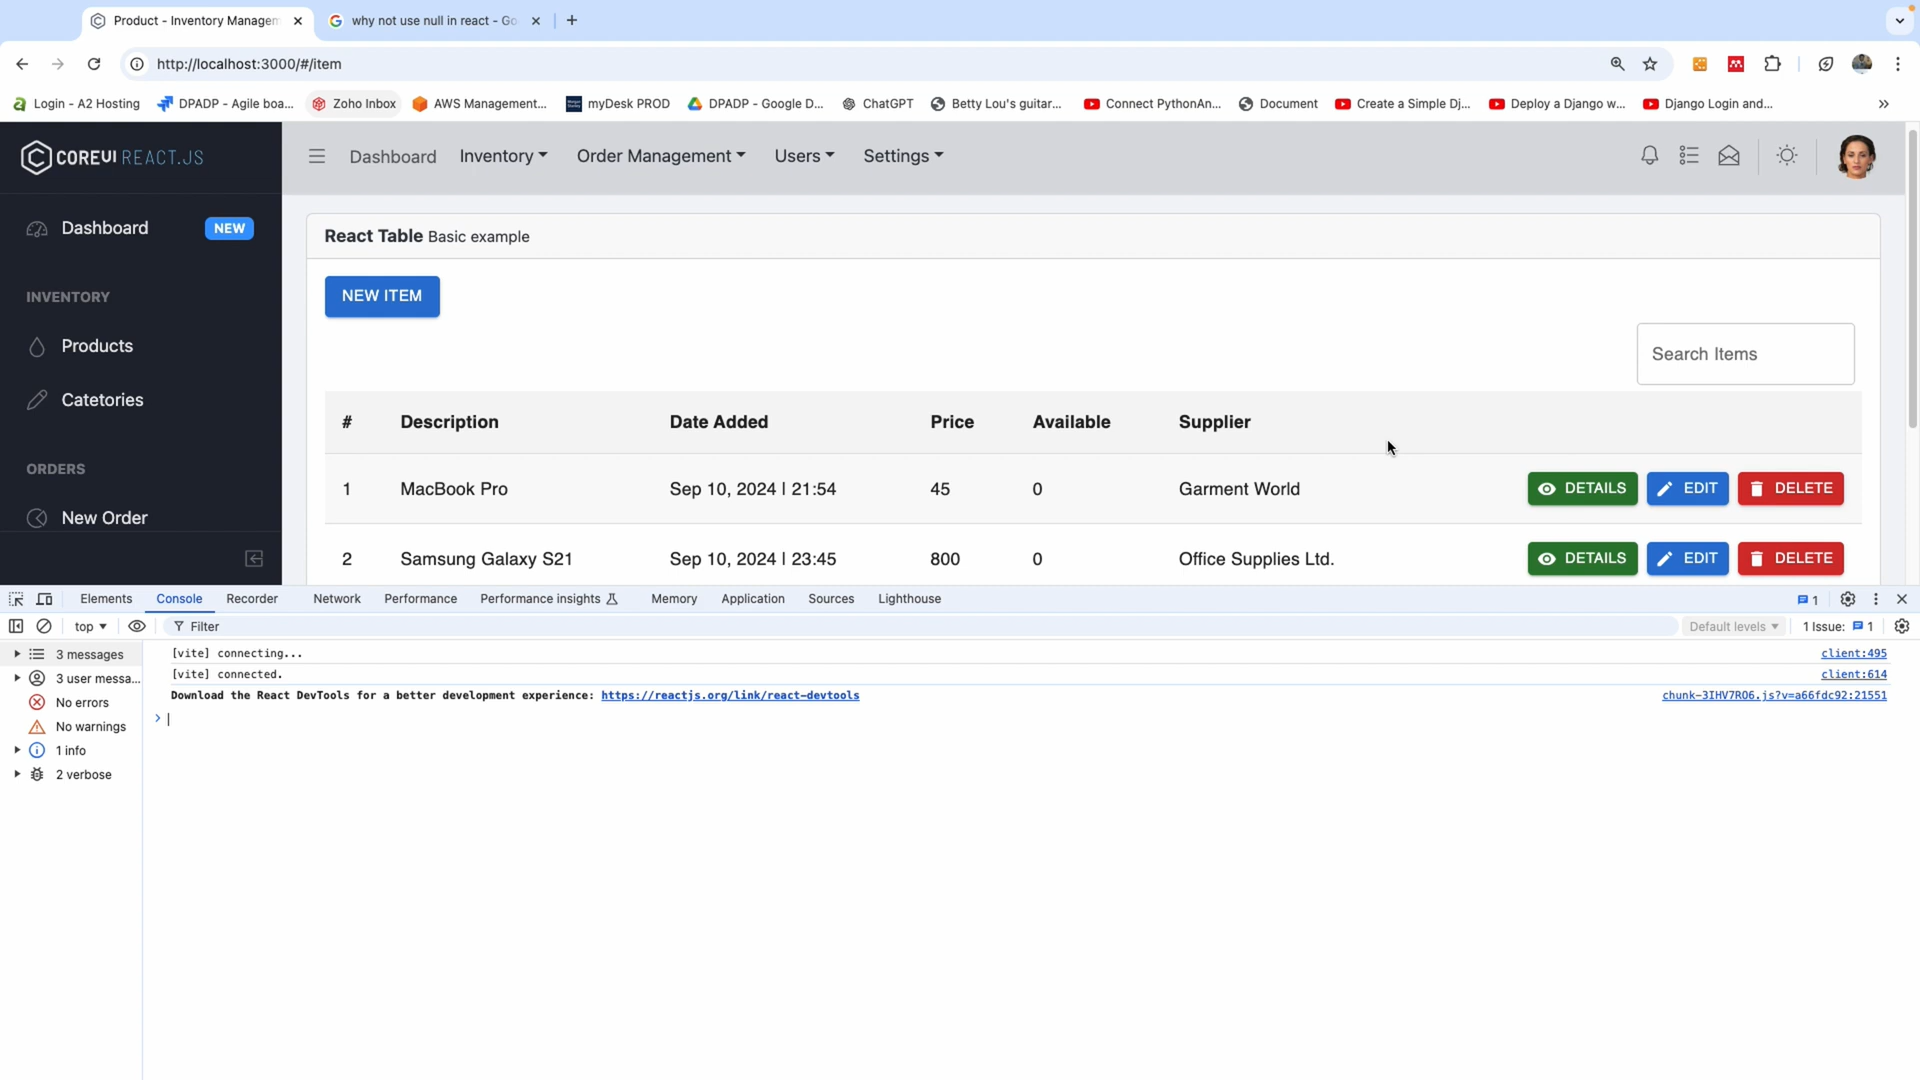 Product - Inventory Managem
why not use null in react - Go
http://localhost:3000/#/item
Login - A2 Hosting
DPADP - Agile boa...
Zoho Inbox
AWS Management...
myDesk PROD
DPADP - Google D...
ChatGPT
Betty Lou's guitar...
Connect PythonAn...
Document
Create a Simple Dj...
Deploy a Django w...
Django Login and...
COREUI REACT.JS
Dashboard
Inventory
Order Management
Users
Settings
Dashboard NEW
INVENTORY
Products
Catetories
ORDERS
New Order
React Table Basic example
NEW ITEM
Search Items
# Description Date Added Price Available Supplier
1 MacBook Pro Sep 10, 2024 | 21:54 45 0 Garment World DETAILS EDIT DELETE
2 Samsung Galaxy S21 Sep 10, 2024 | 23:45 800 0 Office Supplies Ltd. DETAILS EDIT DELETE
Elements Console Recorder Network Performance Performance insights Memory Application Sources Lighthouse 1
top Filter Default levels 1 Issue: 1
3 messages
3 user messa...
No errors
No warnings
1 info
2 verbose
[vite] connecting... client:495
[vite] connected. client:614
Download the React DevTools for a better development experience: https://reactjs.org/link/react-devtools chunk-3IHV7RO6.js?v=a66fdc92:21551